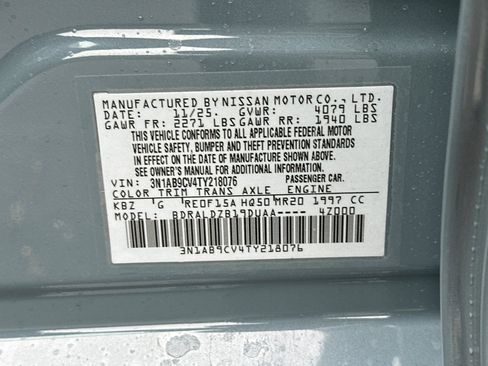 MANUFACTURED BY NISSAN MOTOR CO., LTD.
DATE: 11/25. GVWR: 4079 LBS
GAWR FR: 2271 LBS GAWR RR: 1940 LBS
THIS VEHICLE CONFORMS TO ALL APPLICABLE FEDERAL MOTOR
VEHICLE SAFETY, BUMPER AND THEFT PREVENTION STANDARDS
IN EFFECT ON THE DATE OF MANUFACTURE SHOWN ABOVE.
SEE OWNER'S MANUAL FOR ADDITIONAL INFORMATION
VIN: 3N1AB9CV4TY218076 PASSENGER CAR.
COLOR TRIM TRANS AXLE ENGINE
KBZ G RE0F15A HQ50 MR20 1997 CC
MODEL: BDRALDZB19DUAA---- 4Z000
3N1AB9CV4TY218076